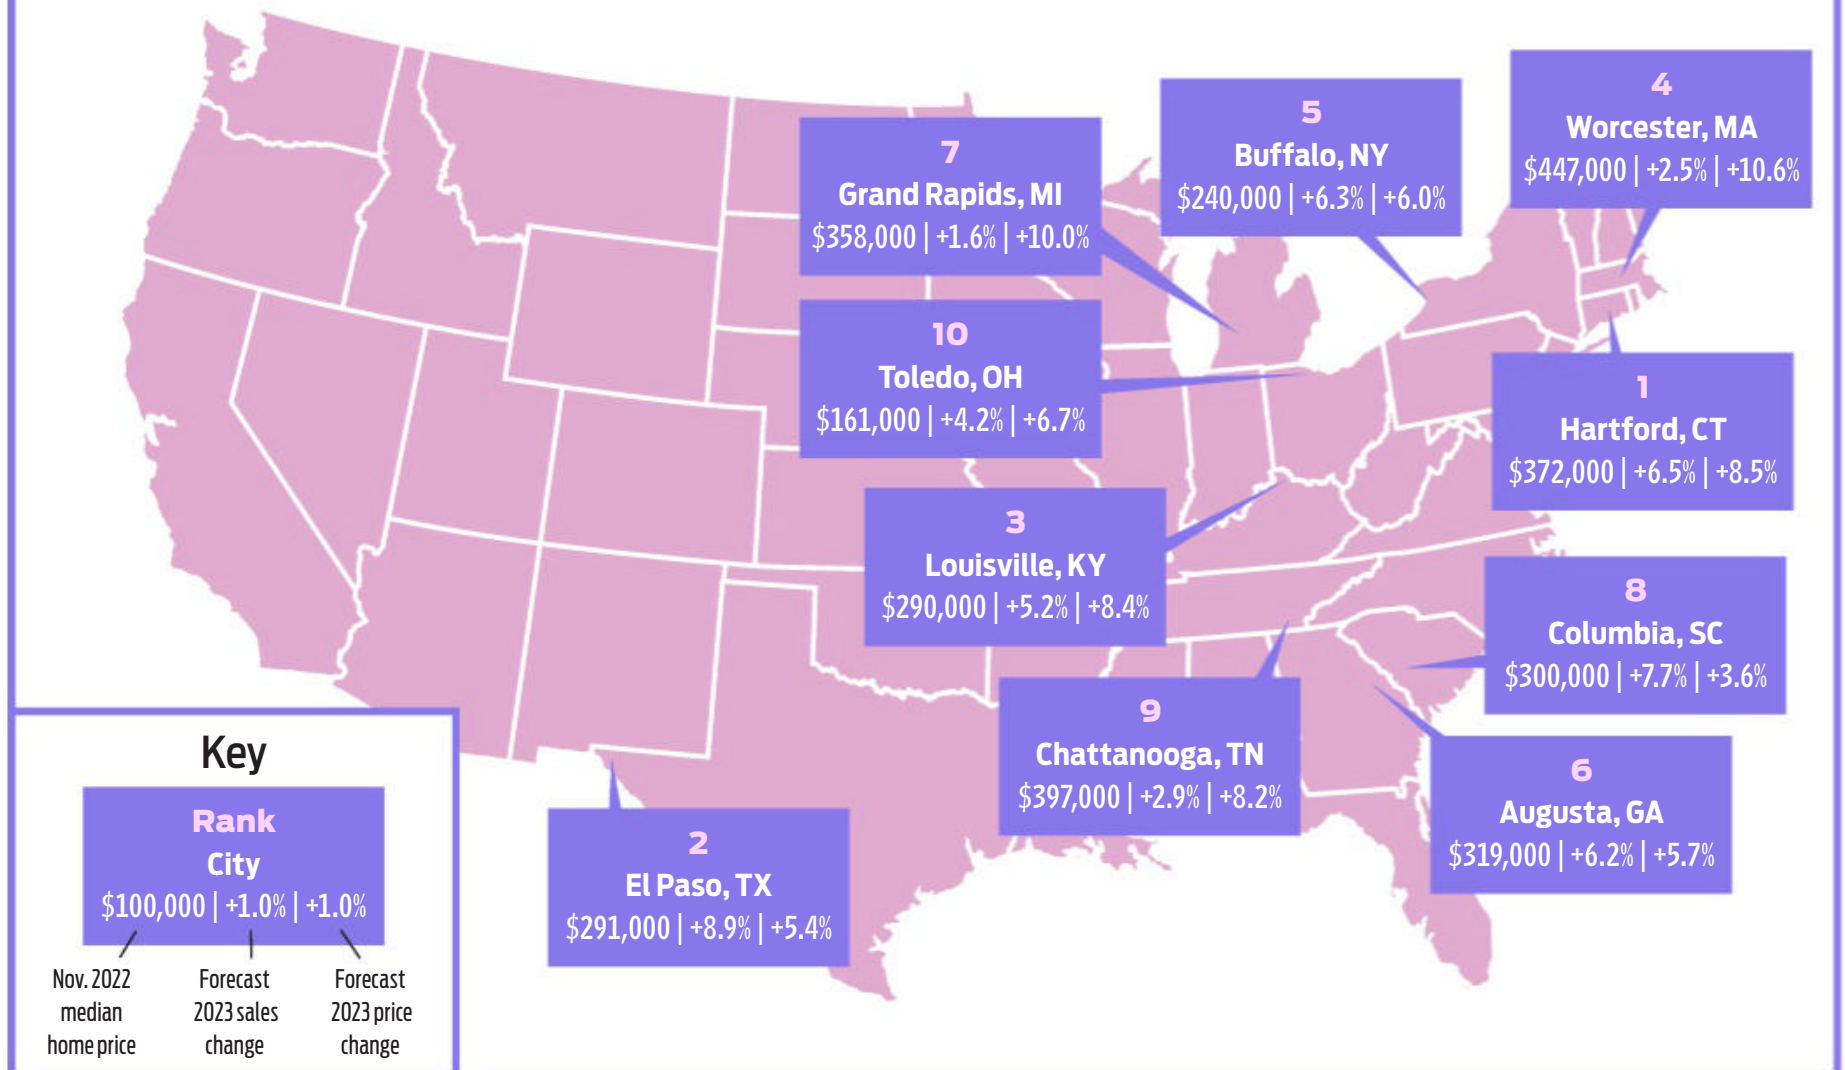 7
Grand Rapids, MI
$358,000 | +1.6% | +10.0%
5
Buffalo, NY
$240,000 | +6.3% | +6.0%
4
Worcester, MA
$447,000 | +2.5% | +10.6%
10
Toledo, OH
$161,000 | +4.2% | +6.7%
1
Hartford, CT
$372,000 | +6.5% | +8.5%
3
Louisville, KY
$290,000 | +5.2% | +8.4%
8
Columbia, SC
$300,000 | +7.7% | +3.6%
9
Chattanooga, TN
$397,000 | +2.9% | +8.2%
6
Augusta, GA
$319,000 | +6.2% | +5.7%
2
El Paso, TX
$291,000 | +8.9% | +5.4%
Key
Rank
City
$100,000 | +1.0% | +1.0%
Nov. 2022
median
home price
Forecast
2023 sales
change
Forecast
2023 price
change